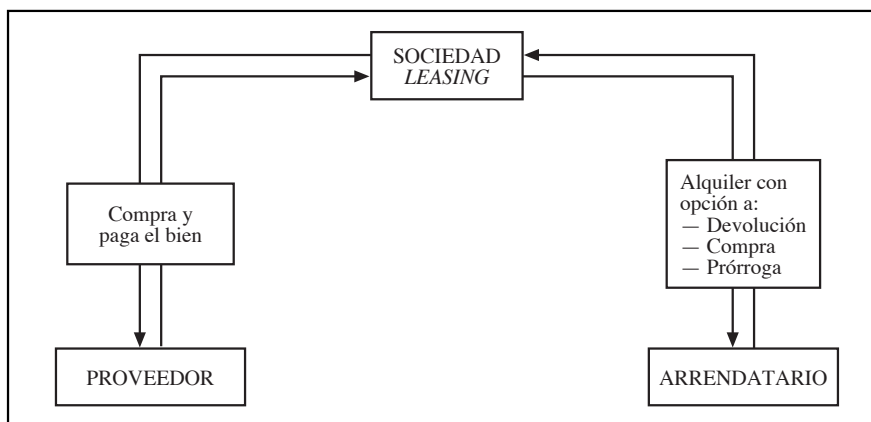 SOCIEDAD
LEASING
Compra y
paga el bien
Alquiler con
opción a:
— Devolución
— Compra
— Prórroga
PROVEEDOR
ARRENDATARIO